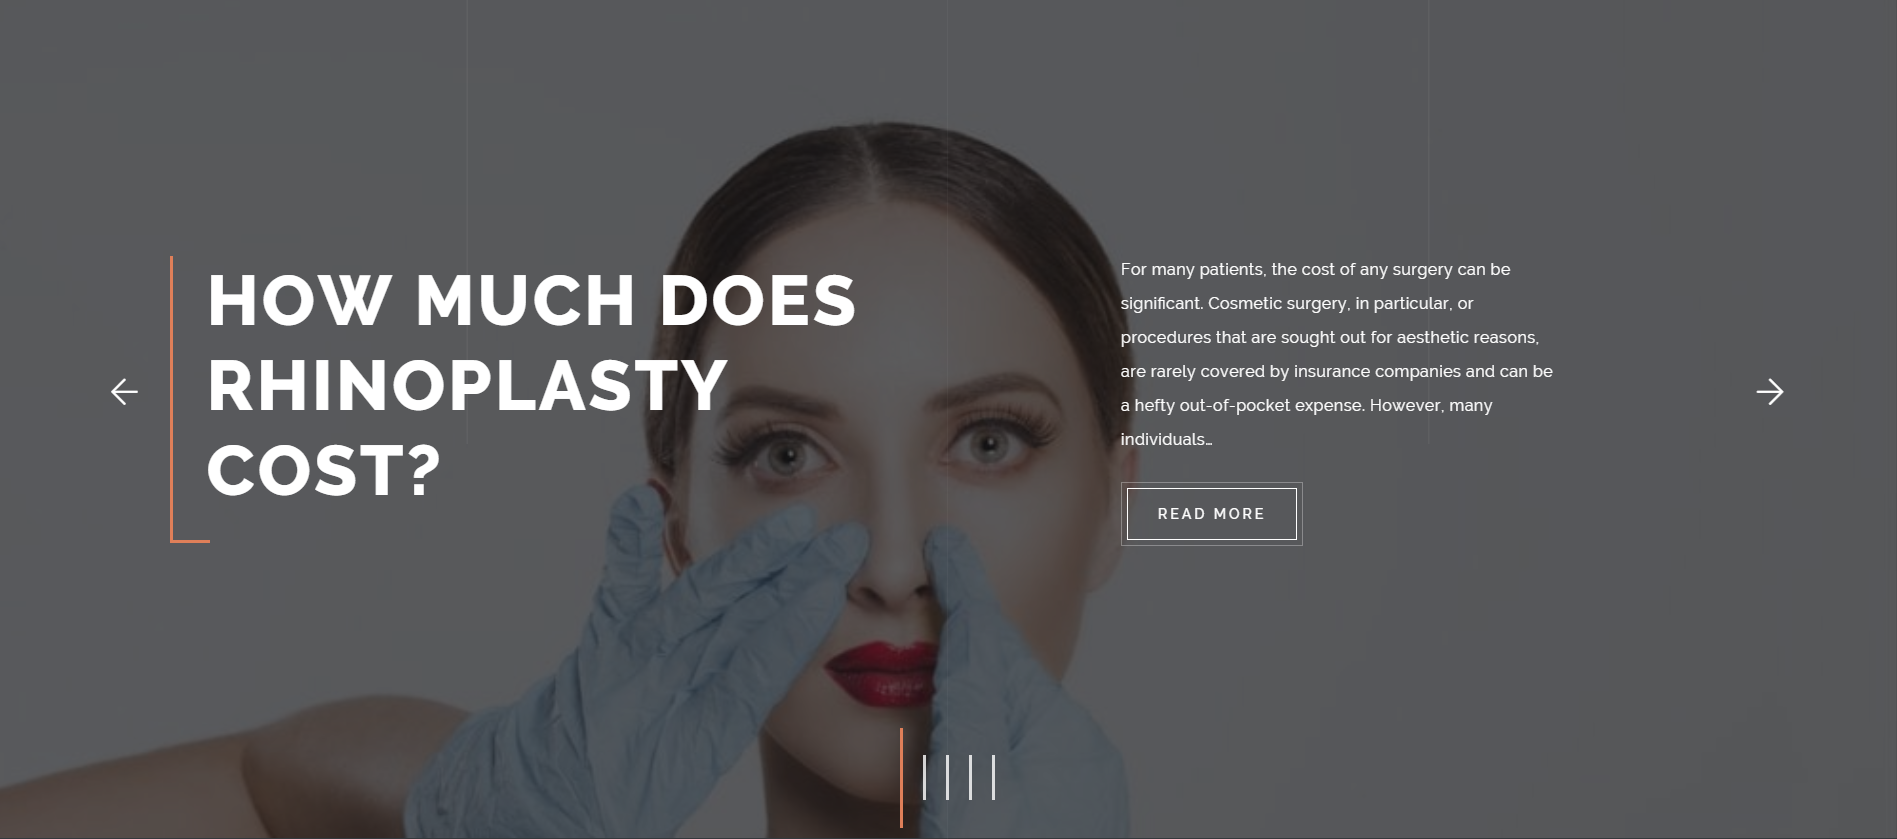 HOW MUCH DOES
RHINOPLASTY
COST?
For many patients, the cost of any surgery can be
significant. Cosmetic surgery, in particular, or
procedures that are sought out for aesthetic reasons,
are rarely covered by insurance companies and can be
a hefty out-of-pocket expense. However, many
individuals…
READ MORE